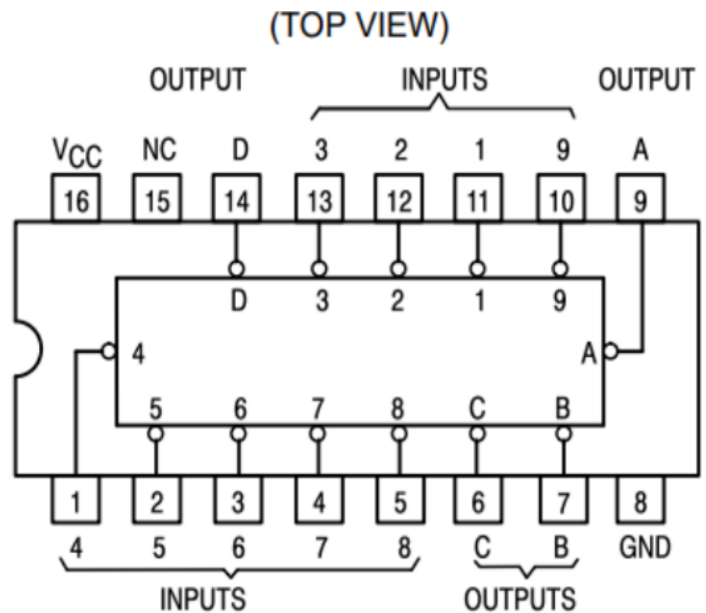 (TOP VIEW)
OUTPUT INPUTS OUTPUT
VCC NC D 3 2 1 9 A
16 15 14 13 12 11 10 9
D 3 2 1 9
4 A
5 6 7 8 C B
1 2 3 4 5 6 7 8
4 5 6 7 8 C B GND
INPUTS OUTPUTS